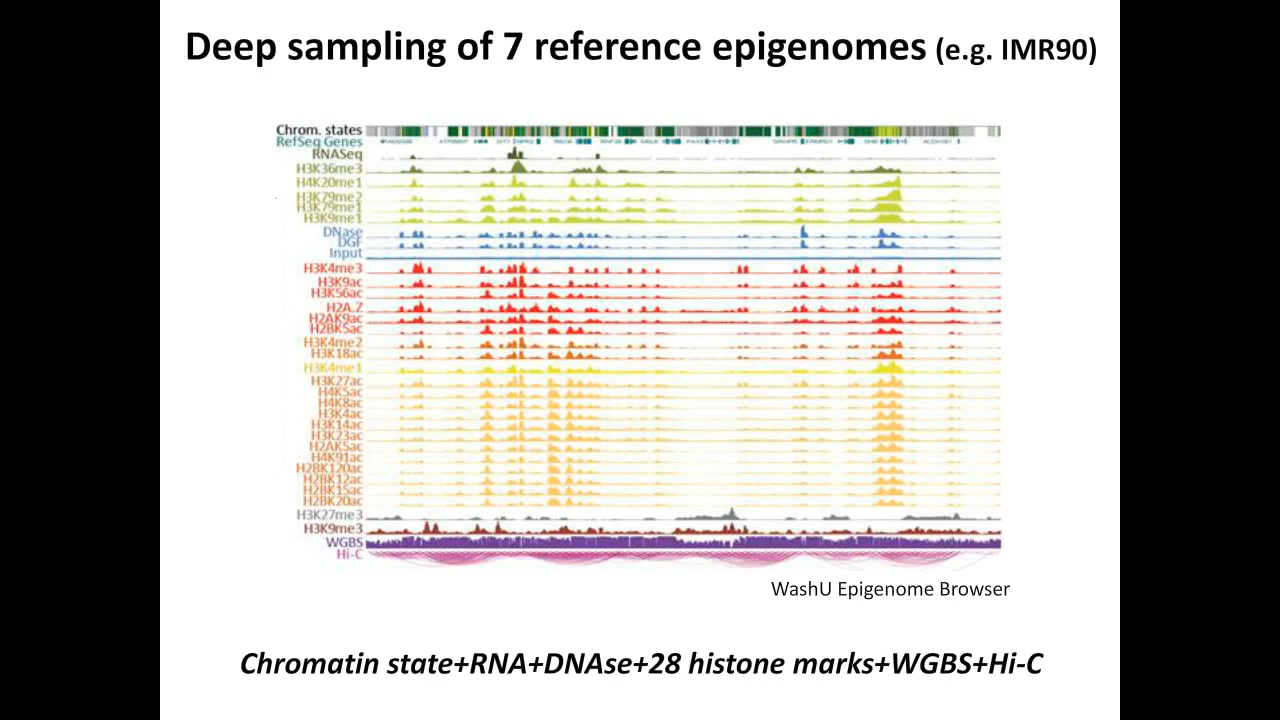 Deep sampling of 7 reference epigenomes (e.g. IMR90)
Chrom. states
RefSeq Genes
RNASeq
H3K36me3
H4K20me1
H3K79me2
H3K79me1
H3K9me1
DNase
DGF
Input
H3K4me3
H3K9ac
H3K56ac
H2A.Z
H2AK9ac
H2BK5ac
H3K4me2
H3K18ac
H3K4me1
H3K27ac
H4K5ac
H4K8ac
H3K4ac
H3K14ac
H3K23ac
H2AK5ac
H4K91ac
H2BK120ac
H2BK12ac
H2BK15ac
H2BK20ac
H3K27me3
H3K9me3
WGBS
Hi-C
WashU Epigenome Browser
Chromatin state+RNA+DNAse+28 histone marks+WGBS+Hi-C